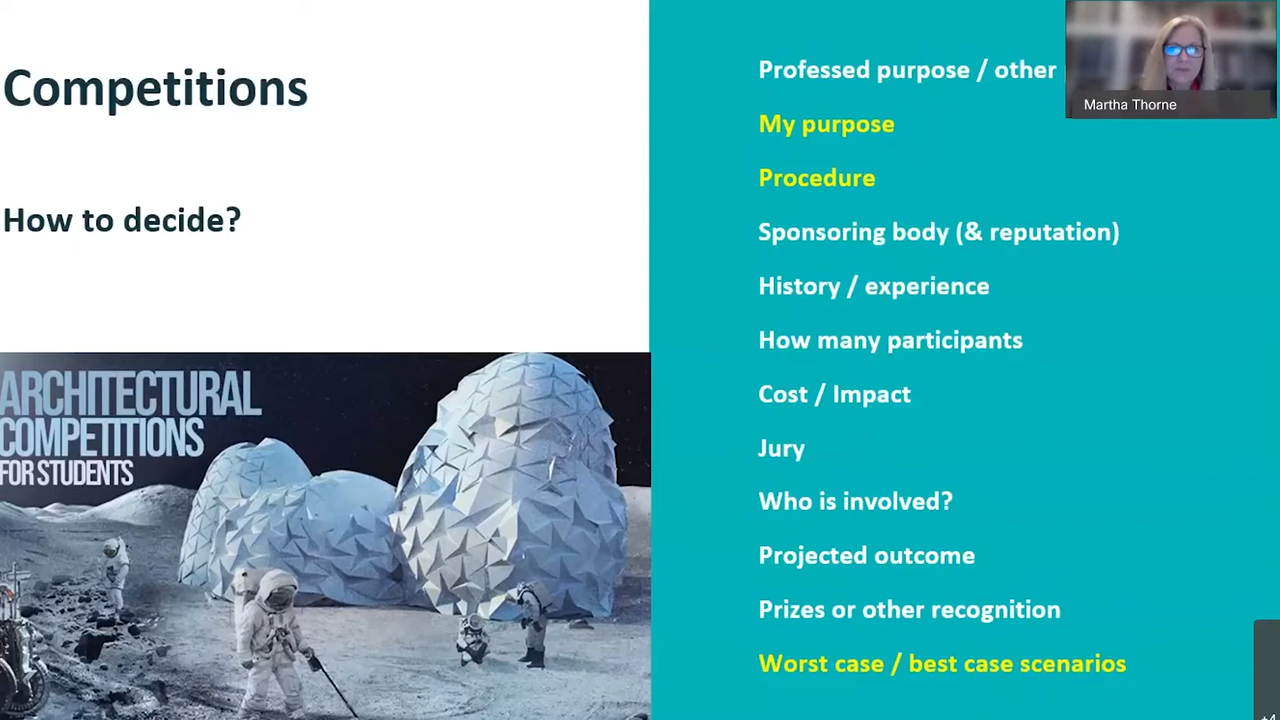 Competitions
How to decide?
ARCHITECTURAL
COMPETITIONS
FOR STUDENTS
Professed purpose / other
My purpose
Procedure
Sponsoring body (& reputation)
History / experience
How many participants
Cost / Impact
Jury
Who is involved?
Projected outcome
Prizes or other recognition
Worst case / best case scenarios
Martha Thorne